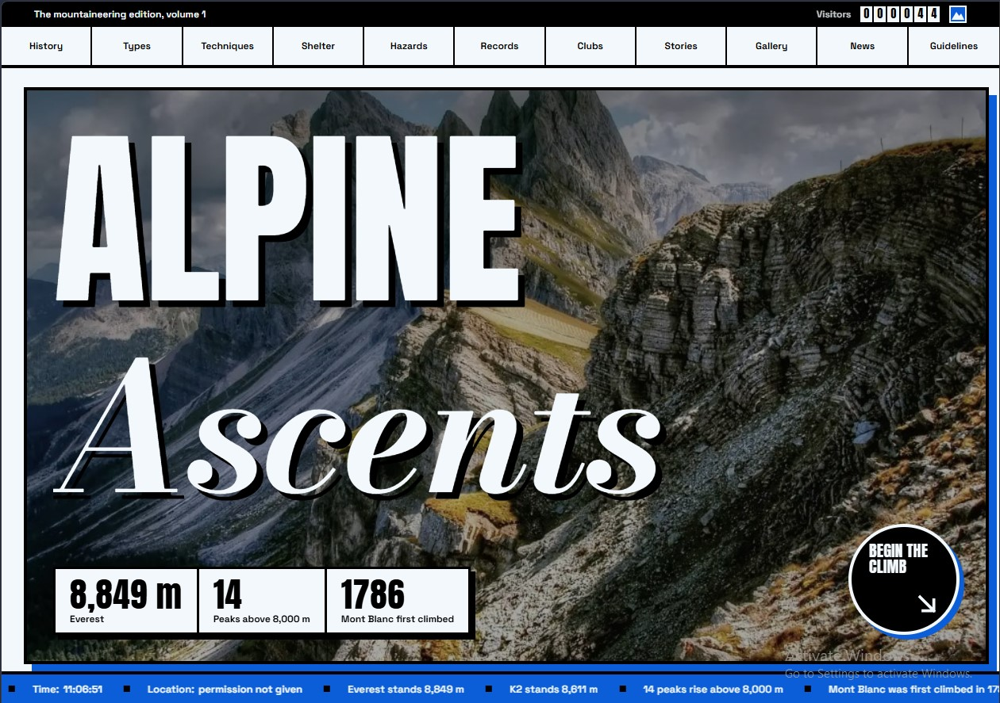 The mountaineering edition, volume 1
Visitors 000044
History Types Techniques Shelter Hazards Records Clubs Stories Gallery News Guidelines
ALPINE
Ascents
BEGIN THE
CLIMB
8,849 m 14 1786
Everest Peaks above 8,000 m Mont Blanc first climbed
Activate Windows
Go to Settings to activate Windows.
Time: 11:06:51 Location: permission not given Everest stands 8,849 m K2 stands 8,611 m 14 peaks rise above 8,000 m Mont Blanc was first climbed in 17